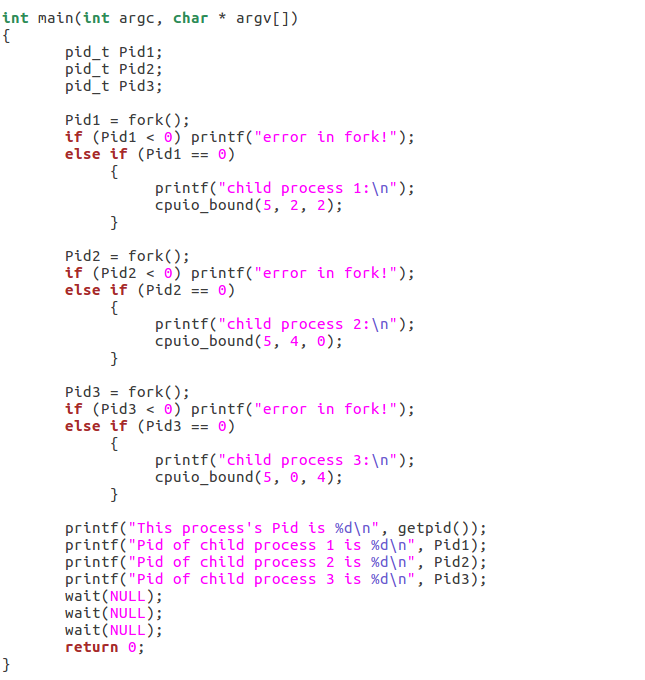 int main(int argc, char * argv[])
{
       pid_t Pid1;
       pid_t Pid2;
       pid_t Pid3;

       Pid1 = fork();
       if (Pid1 < 0) printf("error in fork!");
       else if (Pid1 == 0)
            {
                 printf("child process 1:\n");
                 cpuio_bound(5, 2, 2);
            }

       Pid2 = fork();
       if (Pid2 < 0) printf("error in fork!");
       else if (Pid2 == 0)
            {
                 printf("child process 2:\n");
                 cpuio_bound(5, 4, 0);
            }

       Pid3 = fork();
       if (Pid3 < 0) printf("error in fork!");
       else if (Pid3 == 0)
            {
                 printf("child process 3:\n");
                 cpuio_bound(5, 0, 4);
            }

       printf("This process's Pid is %d\n", getpid());
       printf("Pid of child process 1 is %d\n", Pid1);
       printf("Pid of child process 2 is %d\n", Pid2);
       printf("Pid of child process 3 is %d\n", Pid3);
       wait(NULL);
       wait(NULL);
       wait(NULL);
       return 0;
}